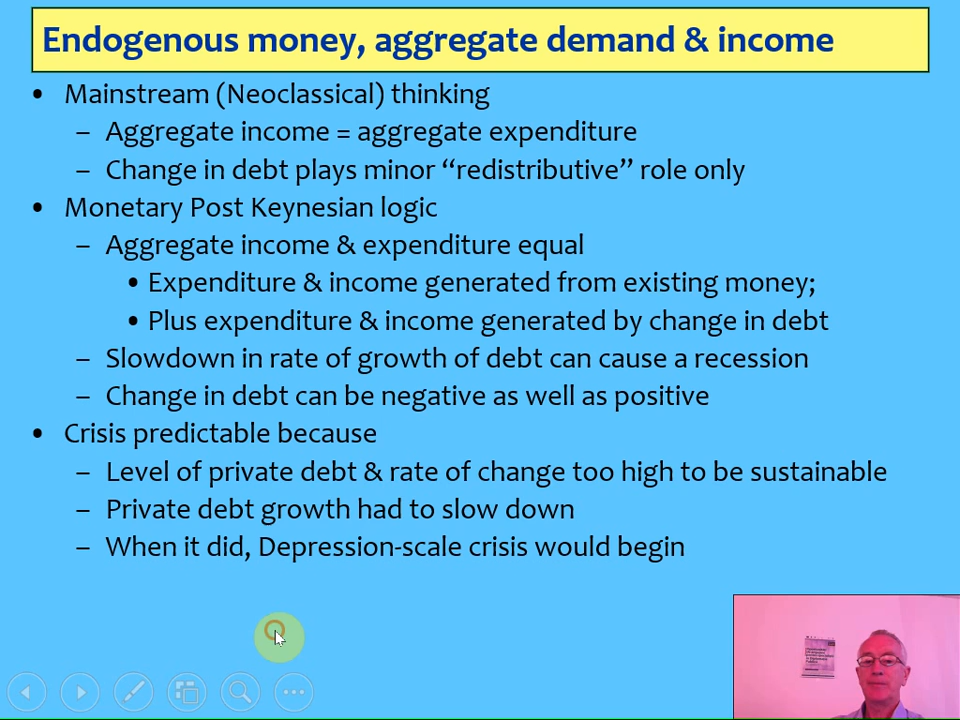 Endogenous money, aggregate demand & income
• Mainstream (Neoclassical) thinking
– Aggregate income = aggregate expenditure
– Change in debt plays minor “redistributive” role only
• Monetary Post Keynesian logic
– Aggregate income & expenditure equal
• Expenditure & income generated from existing money;
• Plus expenditure & income generated by change in debt
– Slowdown in rate of growth of debt can cause a recession
– Change in debt can be negative as well as positive
• Crisis predictable because
– Level of private debt & rate of change too high to be sustainable
– Private debt growth had to slow down
– When it did, Depression-scale crisis would begin